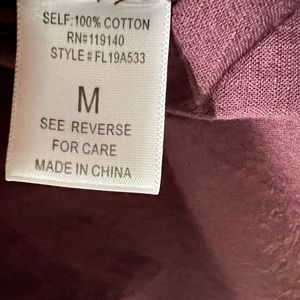 SELF:100% COTTON
RN#119140
STYLE# FL19A533
M
SEE REVERSE
FOR CARE
MADE IN CHINA